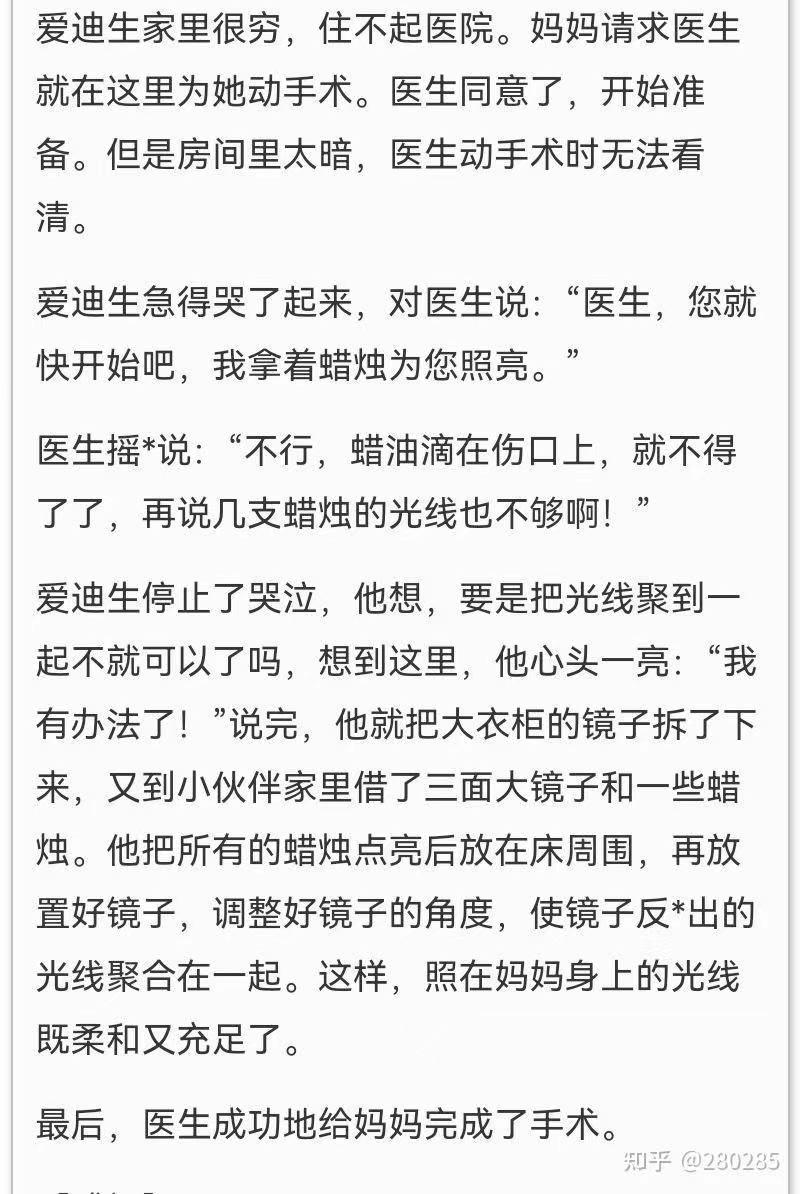 爱迪生家里很穷，住不起医院。妈妈请求医生
就在这里为她动手术。医生同意了，开始准
备。但是房间里太暗，医生动手术时无法看
清。
爱迪生急得哭了起来，对医生说：“医生，您就
快开始吧，我拿着蜡烛为您照亮。”
医生摇*说：“不行，蜡油滴在伤口上，就不得
了了，再说几支蜡烛的光线也不够啊！”
爱迪生停止了哭泣，他想，要是把光线聚到一
起不就可以了吗，想到这里，他心头一亮：“我
有办法了！”说完，他就把大衣柜的镜子拆了下
来，又到小伙伴家里借了三面大镜子和一些蜡
烛。他把所有的蜡烛点亮后放在床周围，再放
置好镜子，调整好镜子的角度，使镜子反*出的
光线聚合在一起。这样，照在妈妈身上的光线
既柔和又充足了。
最后，医生成功地给妈妈完成了手术。
知乎 @280285